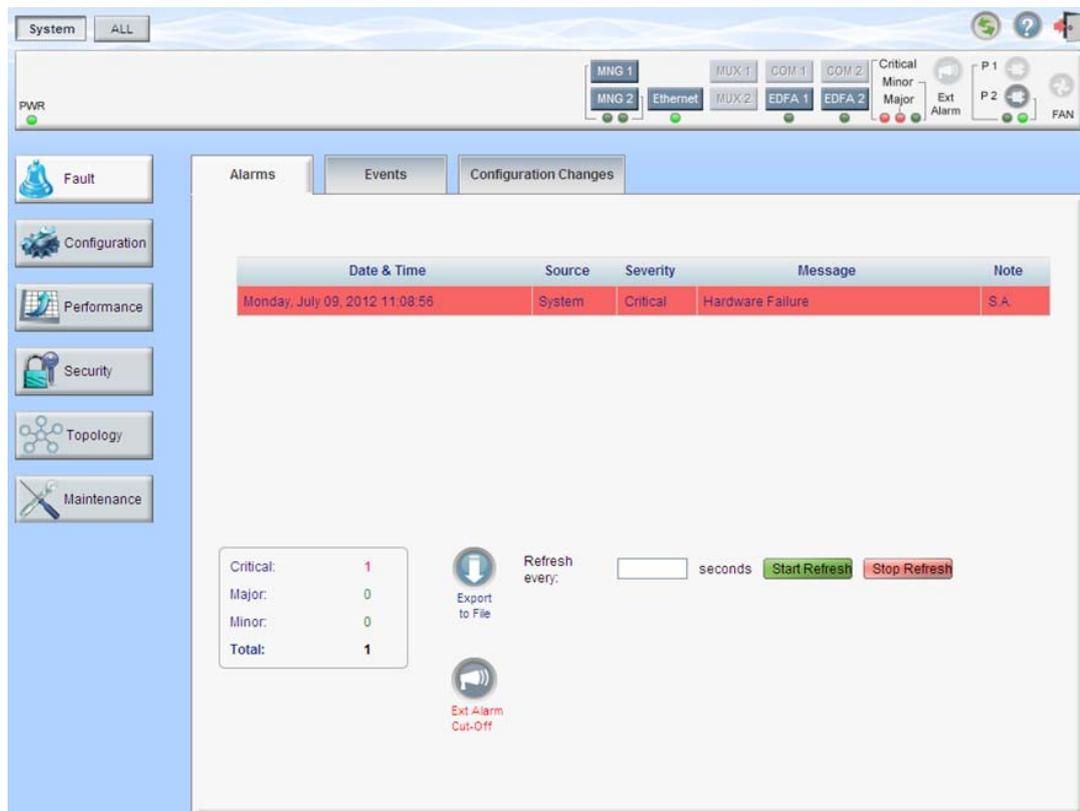 System ALL
PWR
MNG 1 MUX 1 COM 1 COM 2
MNG 2 Ethernet MUX 2 EDFA 1 EDFA 2
Critical
Minor
Major
Ext
Alarm
P 1
P 2
FAN
Fault
Configuration
Performance
Security
Topology
Maintenance
Alarms Events Configuration Changes
Date & Time Source Severity Message Note
Monday, July 09, 2012 11:08:56 System Critical Hardware Failure S.A.
Critical: 1
Major: 0
Minor: 0
Total: 1
Export
to File
Refresh
every:
seconds Start Refresh Stop Refresh
Ext Alarm
Cut-Off